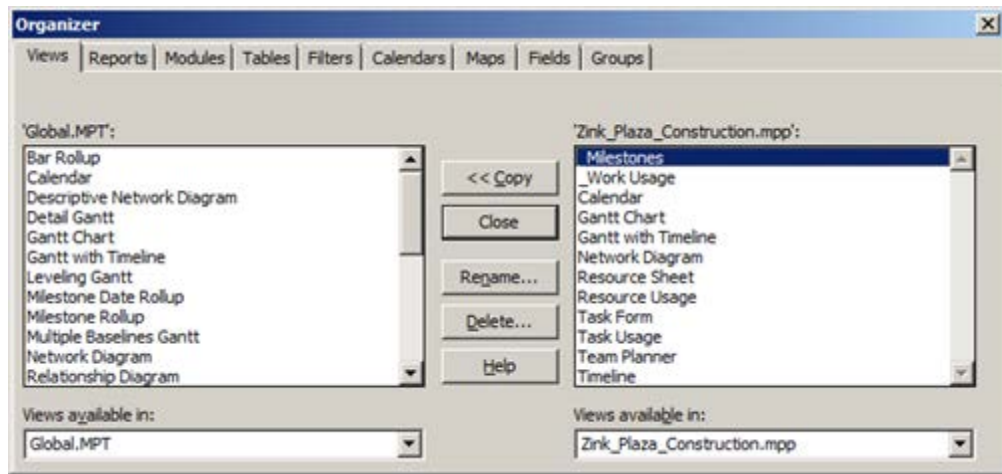 Organizer
Views Reports Modules Tables Filters Calendars Maps Fields Groups
'Global.MPT':
Bar Rollup
Calendar
Descriptive Network Diagram
Detail Gantt
Gantt Chart
Gantt with Timeline
Leveling Gantt
Milestone Date Rollup
Milestone Rollup
Multiple Baselines Gantt
Network Diagram
Relationship Diagram
Views available in:
Global.MPT
<< Copy
Close
Rename...
Delete...
Help
'Zink_Plaza_Construction.mpp':
_Milestones
_Work Usage
Calendar
Gantt Chart
Gantt with Timeline
Network Diagram
Resource Sheet
Resource Usage
Task Form
Task Usage
Team Planner
Timeline
Views available in:
Zink_Plaza_Construction.mpp